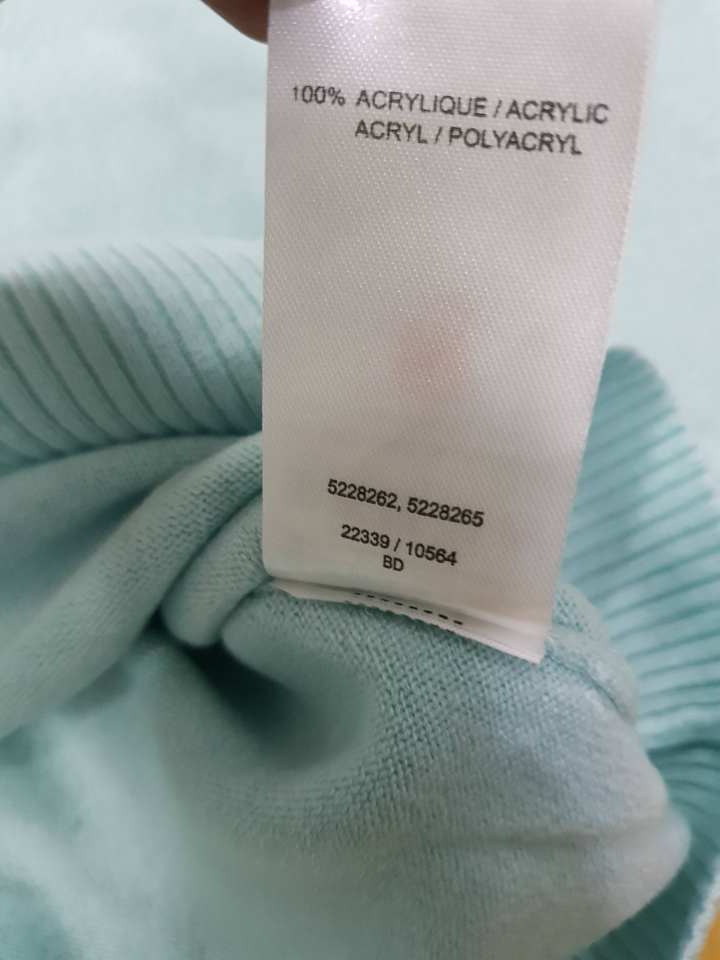 100% ACRYLIQUE / ACRYLIC
ACRYL / POLYACRYL
5228262, 5228265
22339 / 10564
BD